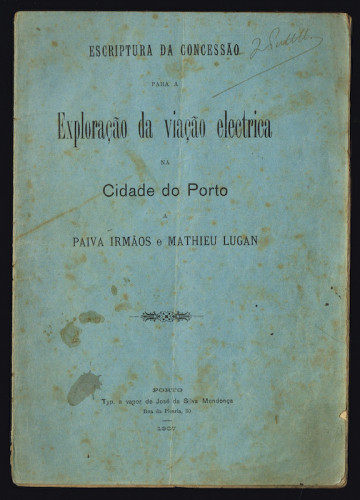 ESCRIPTURA DA CONCESSÃO
PARA A
Exploração da viação electrica
NA
Cidade do Porto
A
PAIVA IRMÃOS e MATHIEU LUGAN
PORTO
Typ. a vapor de José da Silva Mendonça
Rua da Picaria, 30
1907